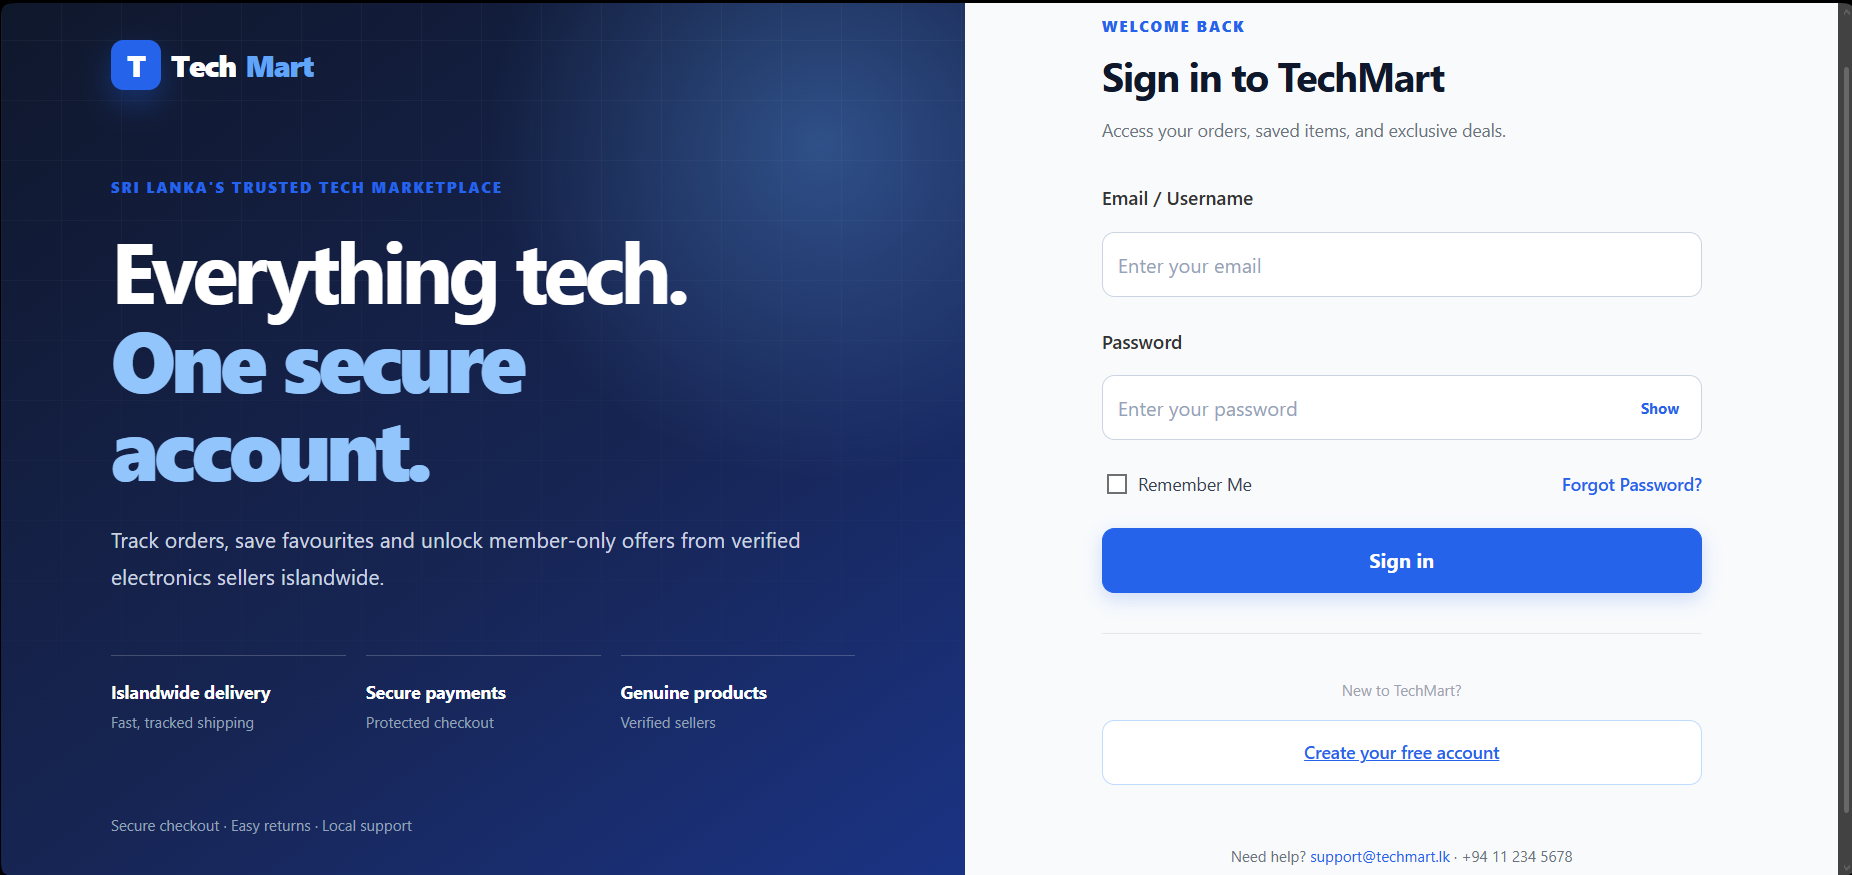 T Tech Mart
SRI LANKA'S TRUSTED TECH MARKETPLACE
Everything tech.
One secure
account.
Track orders, save favourites and unlock member-only offers from verified
electronics sellers islandwide.
Islandwide delivery
Fast, tracked shipping
Secure payments
Protected checkout
Genuine products
Verified sellers
Secure checkout · Easy returns · Local support
WELCOME BACK
Sign in to TechMart
Access your orders, saved items, and exclusive deals.
Email / Username
Enter your email
Password
Enter your password
Show
Remember Me
Forgot Password?
Sign in
New to TechMart?
Create your free account
Need help? support@techmart.lk · +94 11 234 5678